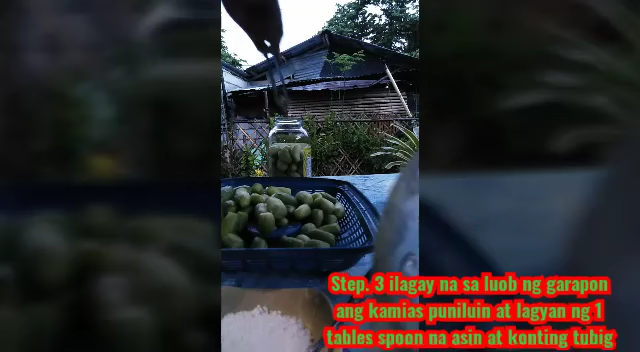 Step. 3 ilagay na sa luob ng garapon
ang kamias puniluin at lagyan ng 1
tables spoon na asin at konting tubig